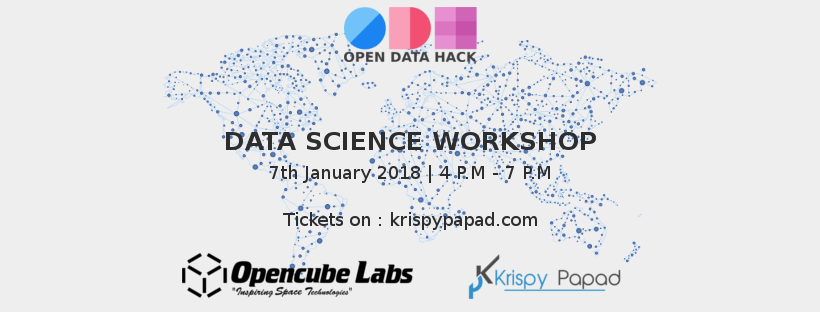 OPEN DATA HACK
DATA SCIENCE WORKSHOP
7th January 2018 | 4 P.M - 7 P.M
Tickets on : krispypapad.com
Opencube Labs
"Inspiring Space Technologies"
Krispy Papad